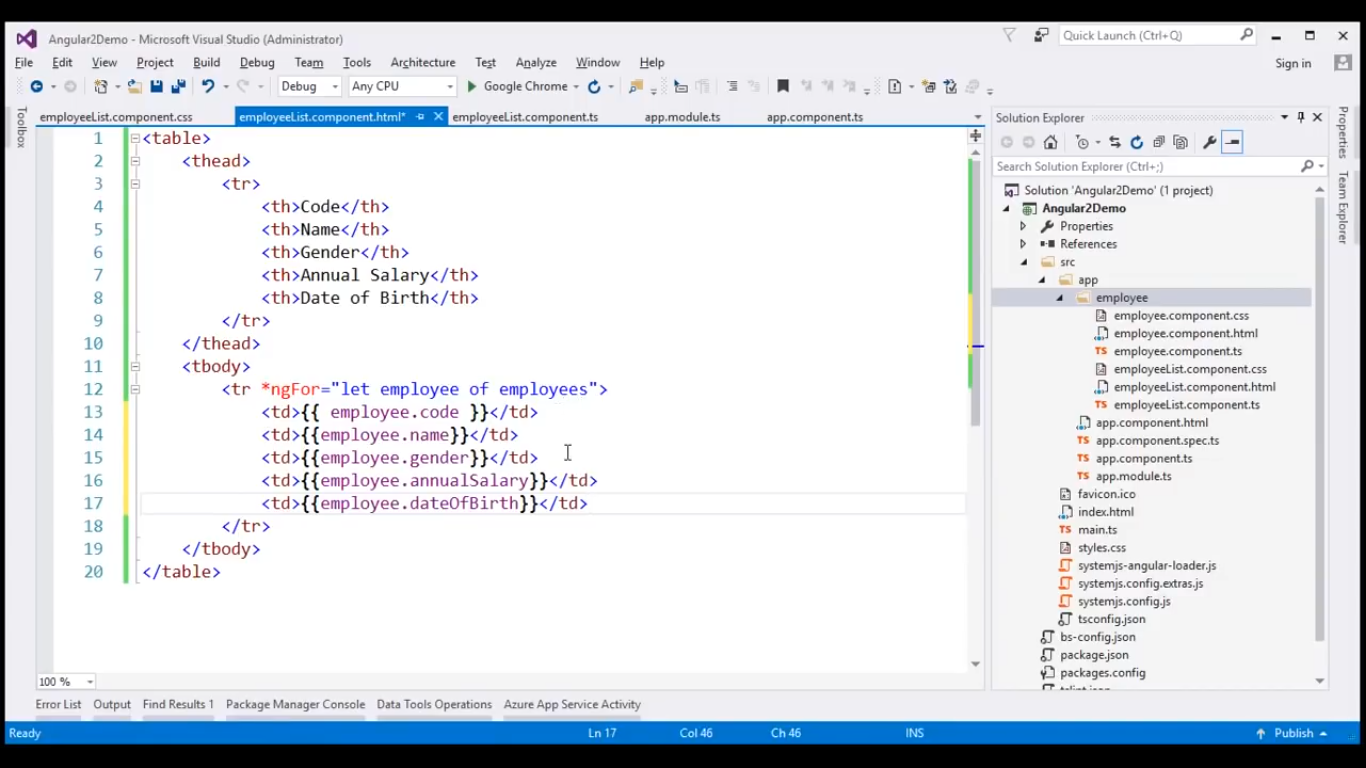 Angular2Demo - Microsoft Visual Studio (Administrator)
Quick Launch (Ctrl+Q)
File Edit View Project Build Debug Team Tools Architecture Test Analyze Window Help
Sign in
Debug Any CPU Google Chrome
Toolbox
employeeList.component.css employeeList.component.html* employeeList.component.ts app.module.ts app.component.ts
1 <table>
2 <thead>
3 <tr>
4 <th>Code</th>
5 <th>Name</th>
6 <th>Gender</th>
7 <th>Annual Salary</th>
8 <th>Date of Birth</th>
9 </tr>
10 </thead>
11 <tbody>
12 <tr *ngFor="let employee of employees">
13 <td>{{ employee.code }}</td>
14 <td>{{employee.name}}</td>
15 <td>{{employee.gender}}</td>
16 <td>{{employee.annualSalary}}</td>
17 <td>{{employee.dateOfBirth}}</td>
18 </tr>
19 </tbody>
20 </table>
100 %
Solution Explorer
Search Solution Explorer (Ctrl+;)
Solution 'Angular2Demo' (1 project)
Angular2Demo
Properties
References
src
app
employee
employee.component.css
employee.component.html
TS employee.component.ts
employeeList.component.css
employeeList.component.html
TS employeeList.component.ts
app.component.html
TS app.component.spec.ts
TS app.component.ts
TS app.module.ts
favicon.ico
index.html
TS main.ts
styles.css
systemjs-angular-loader.js
systemjs.config.extras.js
systemjs.config.js
tsconfig.json
bs-config.json
package.json
packages.config
Properties
Team Explorer
Error List Output Find Results 1 Package Manager Console Data Tools Operations Azure App Service Activity
Ready Ln 17 Col 46 Ch 46 INS Publish